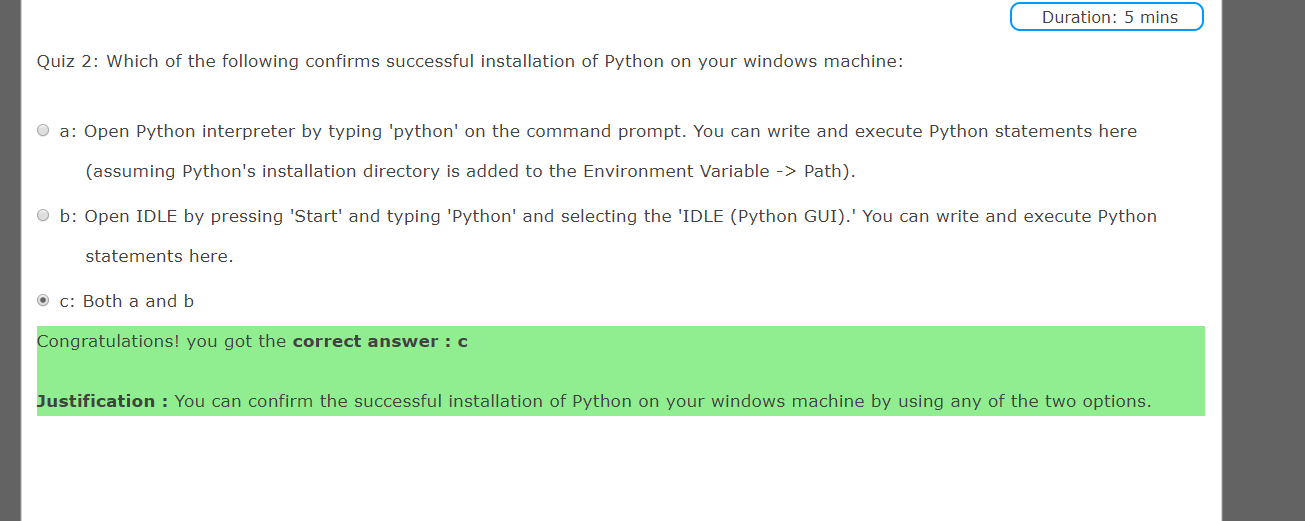 Duration: 5 mins
Quiz 2: Which of the following confirms successful installation of Python on your windows machine:
a: Open Python interpreter by typing 'python' on the command prompt. You can write and execute Python statements here
(assuming Python's installation directory is added to the Environment Variable -> Path).
b: Open IDLE by pressing 'Start' and typing 'Python' and selecting the 'IDLE (Python GUI).' You can write and execute Python
statements here.
c: Both a and b
Congratulations! you got the correct answer : c
Justification : You can confirm the successful installation of Python on your windows machine by using any of the two options.